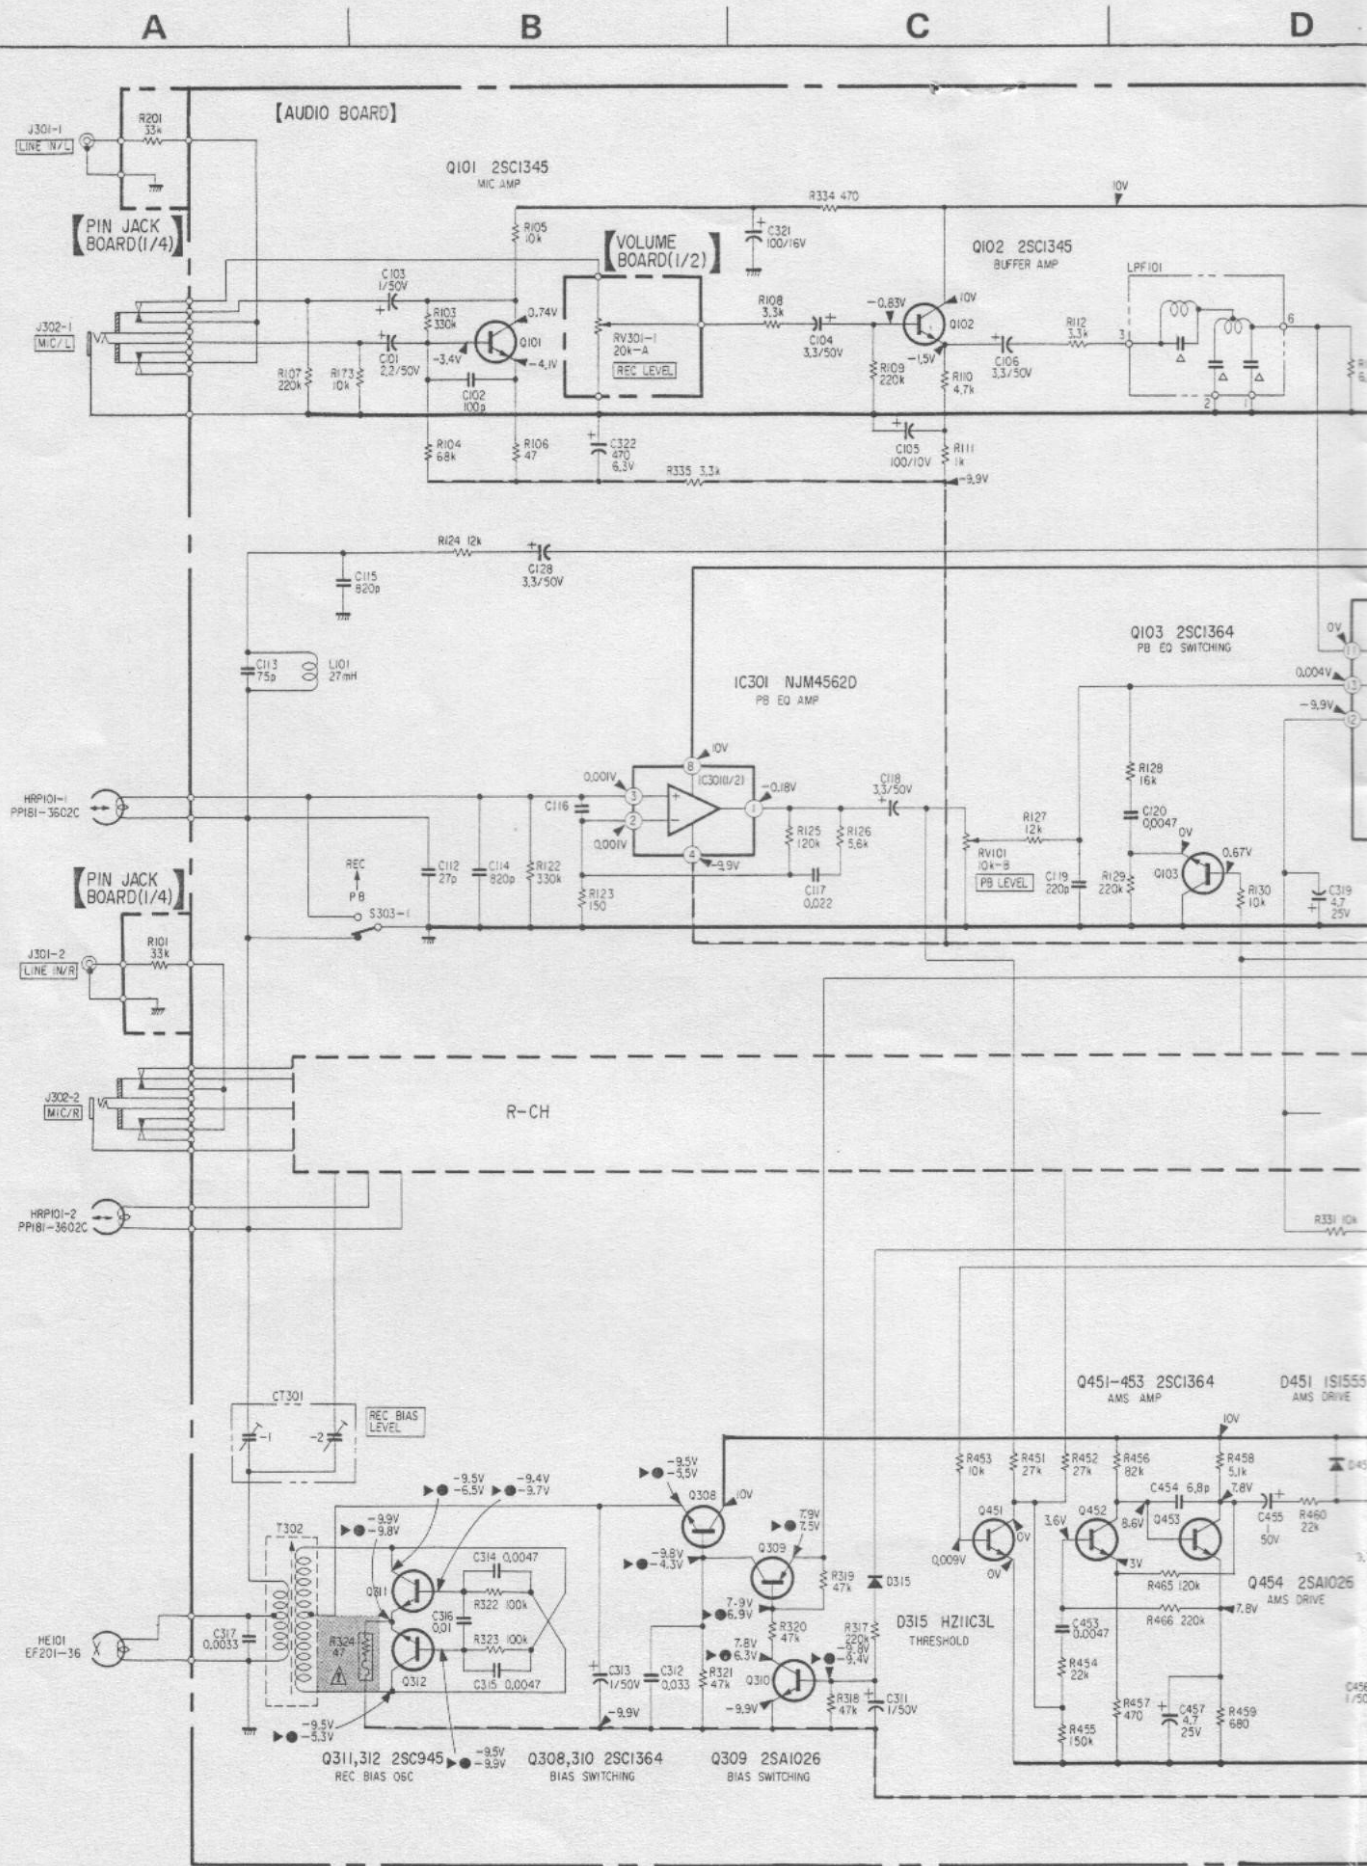 A B C D
【AUDIO BOARD】
J301-1
LINE IN/L
R201
33k
【PIN JACK
BOARD(1/4)】
Q101 2SC1345
MIC AMP
R105
10k
【VOLUME
BOARD(1/2)】
C321
100/16V
R334 470
10V
Q102 2SC1345
BUFFER AMP
LPF101
J302-1
MIC/L
C103
1/50V
R103
330k
0.74V
Q101
-3.4V
-4.1V
C101
2.2/50V
R107
220k
R173
10k
C102
100p
RV301-1
20k-A
REC LEVEL
R108
3.3k
C104
3.3/50V
-0.83V
10V
Q102
-1.5V
R109
220k
R110
4.7k
C106
3.3/50V
R112
3.3k
3
6
2
1
R104
68k
R106
47
C322
470
6.3V
R335 3.3k
C105
100/10V
R111
1k
-9.9V
R124 12k
C128
3.3/50V
C115
820p
C113
75p
L101
27mH
IC301 NJM4562D
PB EQ AMP
Q103 2SC1364
PB EQ SWITCHING
0V
11
0.004V
13
-9.9V
12
HRP101-1
PP181-3602C
0.001V
3
2
0.001V
8
10V
IC301(1/2)
1
-0.18V
4
-9.9V
C116
C112
27p
C114
820p
R122
330k
R123
150
R125
120k
R126
5.6k
C117
0.022
C118
3.3/50V
RV101
10k-B
PB LEVEL
R127
12k
C119
220p
R128
16k
C120
0.0047
R129
220k
0V
0.67V
Q103
R130
10k
C319
4.7
25V
REC
PB
S303-1
【PIN JACK
BOARD(1/4)】
J301-2
LINE IN/R
R101
33k
J302-2
MIC/R
R-CH
HRP101-2
PP181-3602C
R331 10k
CT301
-1
-2
REC BIAS
LEVEL
Q451-453 2SC1364
AMS AMP
D451 1S1555
AMS DRIVE
10V
-9.5V
-6.5V
-9.4V
-9.7V
-9.9V
-9.8V
-9.5V
-5.5V
Q308
10V
T302
Q311
C314 0.0047
R322 100k
C316
0.01
R323 100k
C315 0.0047
Q312
R324
47
HE101
EF201-36
C317
0.0033
-9.8V
-4.3V
Q309
7.9V
7.5V
R319
47k
7.9V
6.9V
R320
47k
7.8V
6.3V
-9.8V
-9.4V
D315
R317
220k
D315 HZ11C3L
THRESHOLD
C313
1/50V
C312
0.033
R321
47k
Q310
-9.9V
R318
47k
C311
1/50V
-9.9V
R453
10k
R451
27k
R452
27k
R456
82k
R458
5.1k
Q451
0.009V
0V
0V
3.6V
Q452
3V
C454 6.8p
8.6V
Q453
7.8V
C455
1
50V
R460
22k
R465 120k
R466 220k
7.8V
Q454 2SA1026
AMS DRIVE
C453
0.0047
R454
22k
R455
150k
R457
470
C457
4.7
25V
R459
680
-9.5V
-5.3V
Q311,312 2SC945
REC BIAS OSC
-9.5V
-9.9V
Q308,310 2SC1364
BIAS SWITCHING
Q309 2SA1026
BIAS SWITCHING